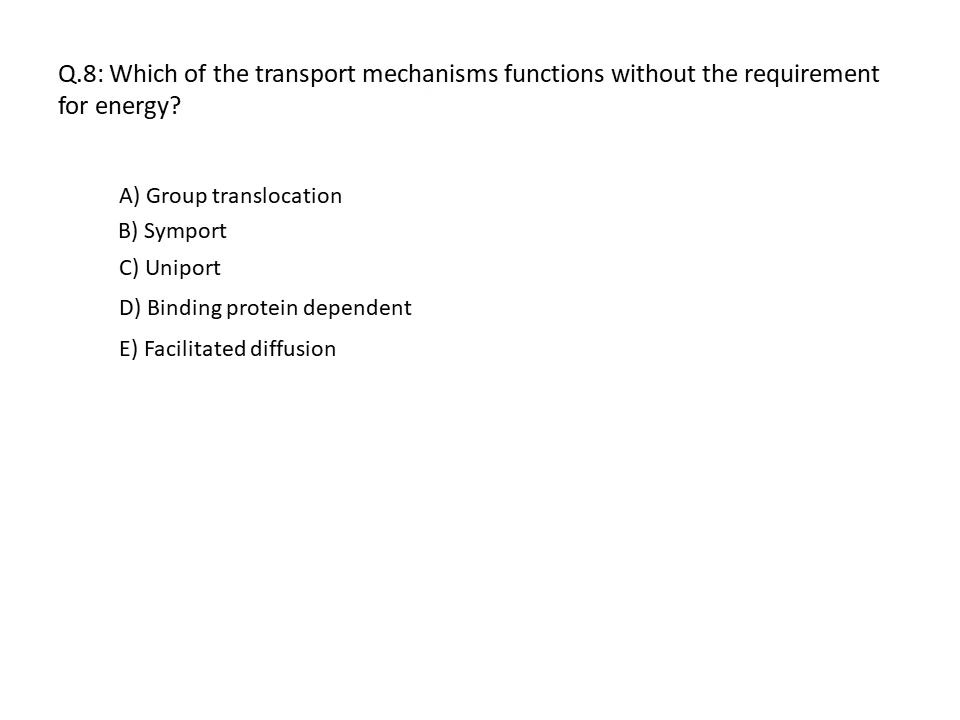 Q.8: Which of the transport mechanisms functions without the requirement
for energy?
A) Group translocation
B) Symport
C) Uniport
D) Binding protein dependent
E) Facilitated diffusion